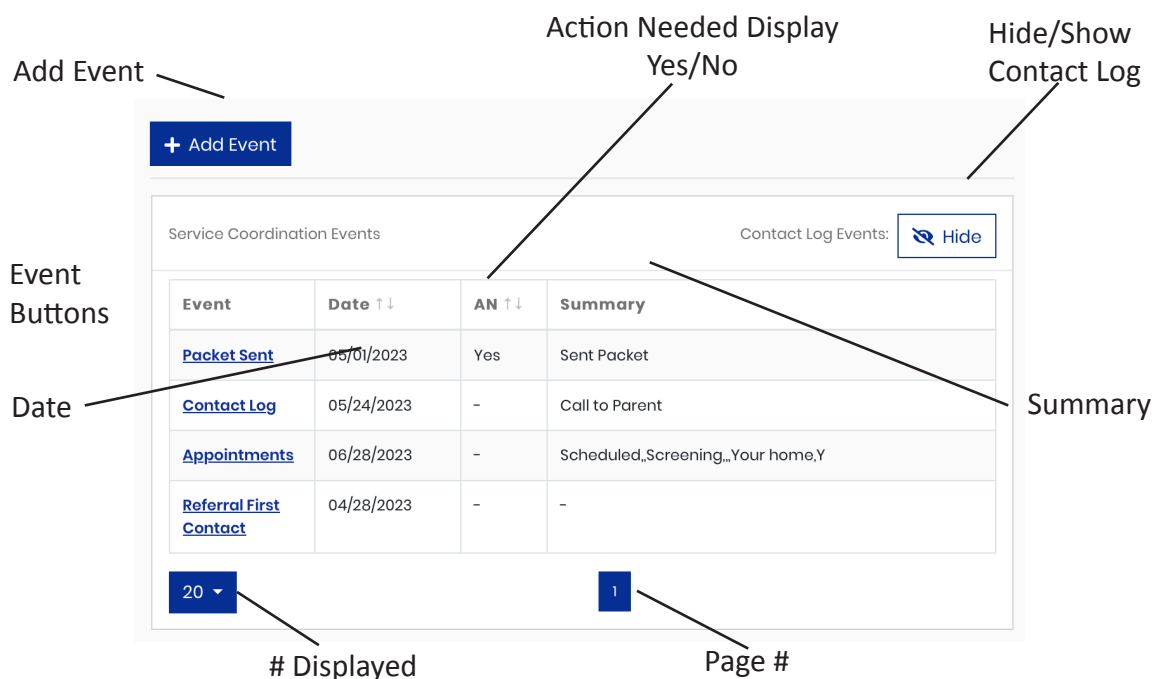 Action Needed Display
Yes/No
Hide/Show
Contact Log
Add Event
+ Add Event
Service Coordination Events
Contact Log Events: Hide
Event
Buttons
Event Date ↑↓ AN ↑↓ Summary
Packet Sent 05/01/2023 Yes Sent Packet
Date
Summary
Contact Log 05/24/2023 - Call to Parent
Appointments 06/28/2023 - Scheduled,,Screening,,,Your home,Y
Referral First
Contact 04/28/2023 - -
20
1
# Displayed
Page #